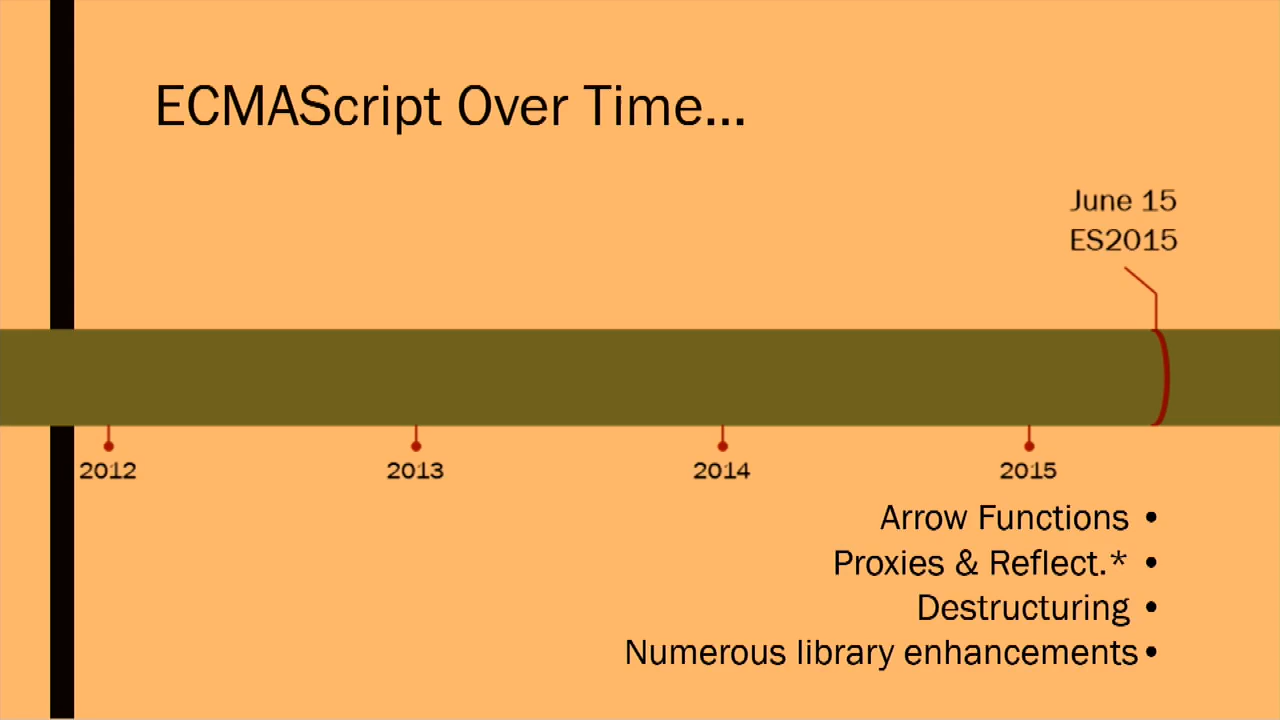 ECMAScript Over Time...
June 15
ES2015
2012
2013
2014
2015
Arrow Functions •
Proxies & Reflect.* •
Destructuring •
Numerous library enhancements •